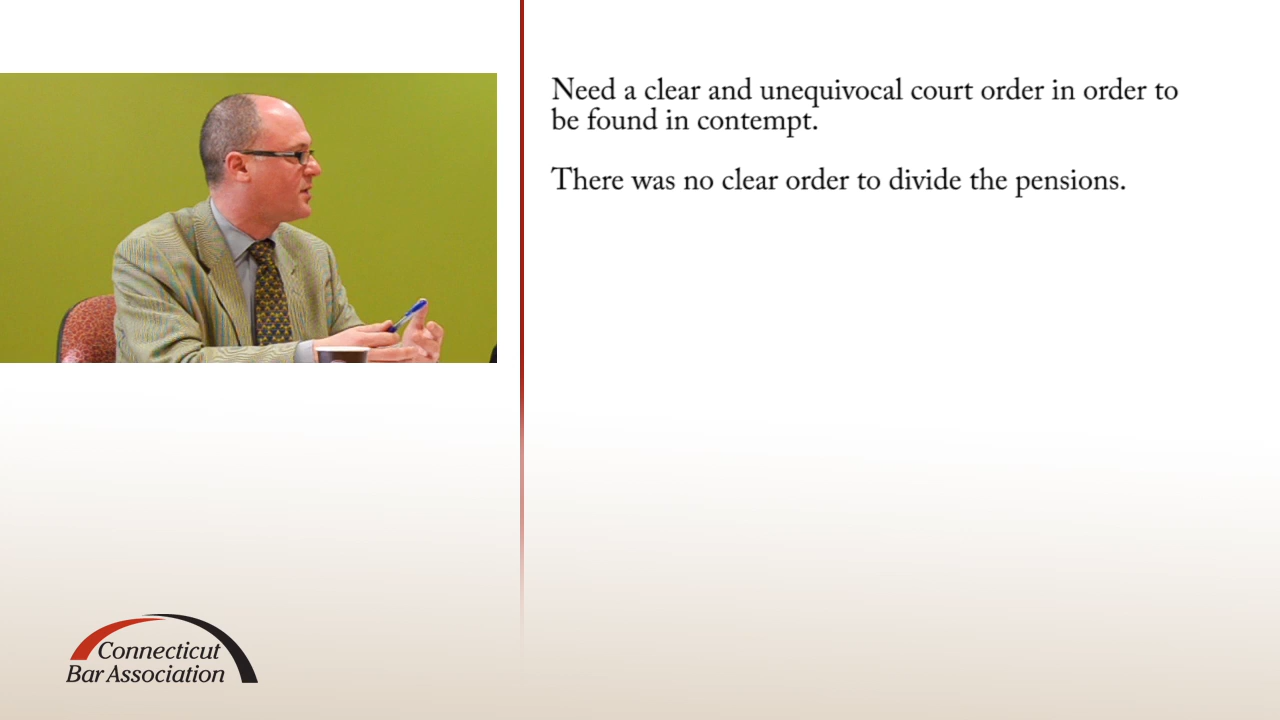 Need a clear and unequivocal court order in order to
be found in contempt.
There was no clear order to divide the pensions.
Connecticut
Bar Association